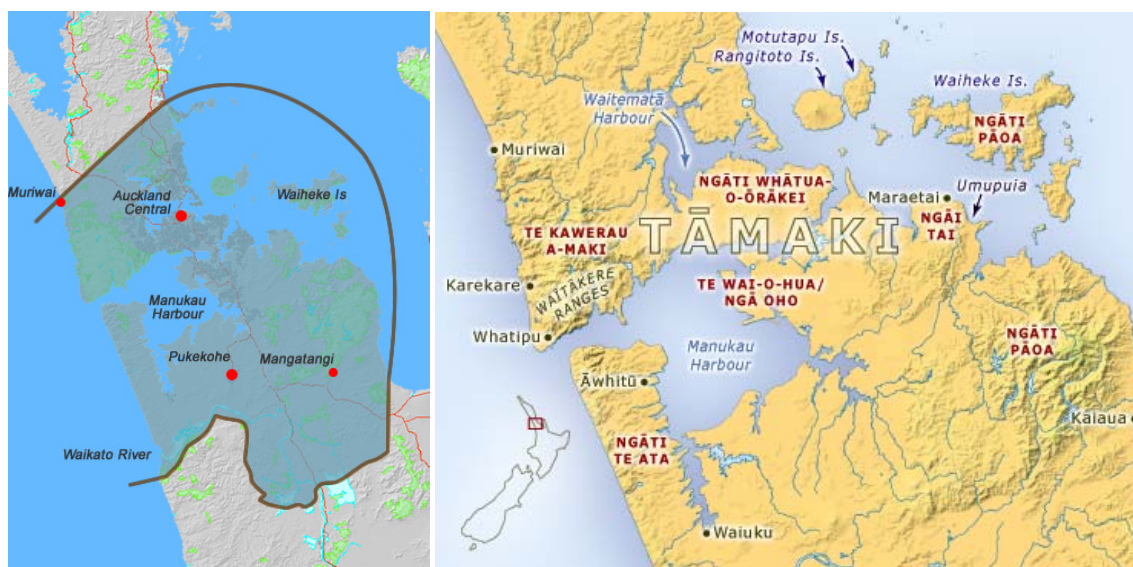 Muriwai
Auckland
Central
Waiheke Is
Manukau
Harbour
Pukekohe
Mangatangi
Waikato River
Motutapu Is.
Rangitoto Is.
Waiheke Is.
Waitematā
Harbour
NGĀTI
PĀOA
Muriwai
NGĀTI WHĀTUA-
O-ŌRĀKEI
Maraetai
Umupuia
NGĀI
TAI
TE KAWERAU
A-MAKI
TĀMAKI
Karekare
WAITĀKERE
RANGES
TE WAI-O-HUA/
NGĀ OHO
Whatipu
Manukau
Harbour
NGĀTI
PĀOA
Āwhitū
Kaiaua
NGĀTI
TE ATA
Waiuku